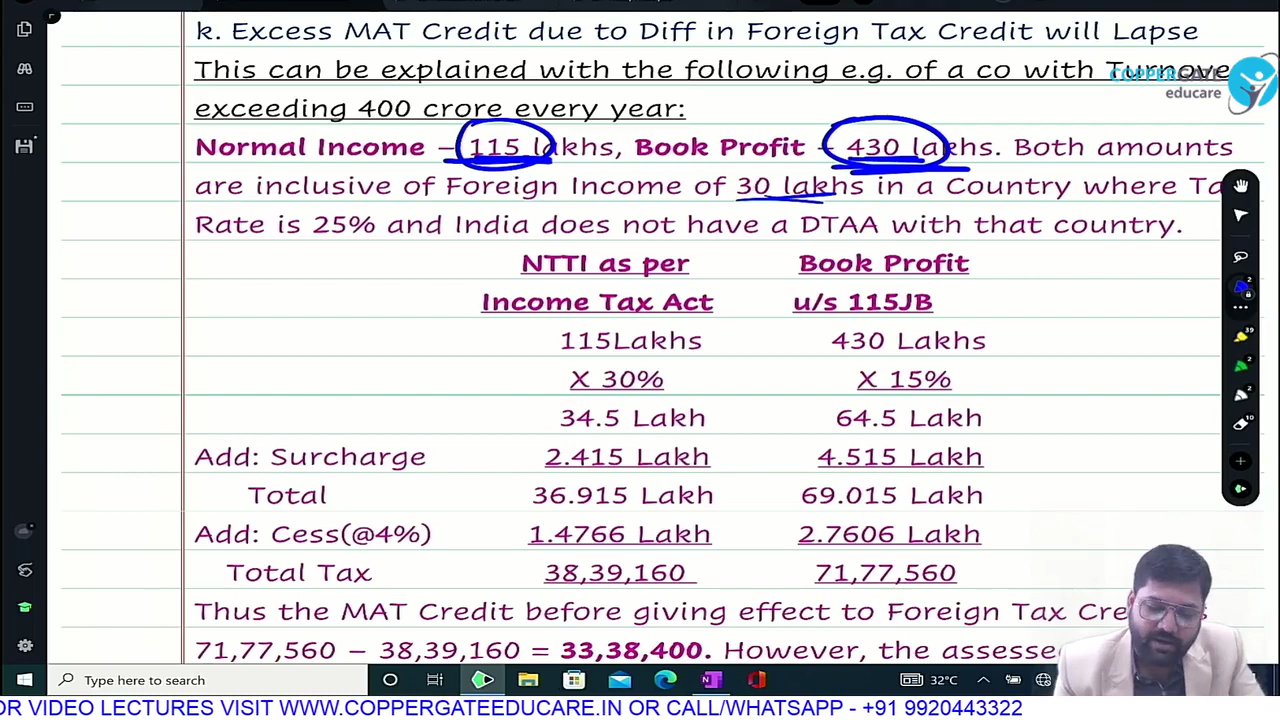 k. Excess MAT Credit due to Diff in Foreign Tax Credit will Lapse
This can be explained with the following e.g. of a co with
COPPERGATE
educare
exceeding 400 crore every year:
Normal Income – 115 lakhs, Book Profit – 430 lakhs. Both amounts
are inclusive of Foreign Income of 30 lakhs in a Country where
Rate is 25% and India does not have a DTAA with that country.
NTTI as per Book Profit
Income Tax Act u/s 115JB
115Lakhs 430 Lakhs
X 30% X 15%
34.5 Lakh 64.5 Lakh
Add: Surcharge 2.415 Lakh 4.515 Lakh
Total 36.915 Lakh 69.015 Lakh
Add: Cess(@4%) 1.4766 Lakh 2.7606 Lakh
Total Tax 38,39,160 71,77,560
Thus the MAT Credit before giving effect to Foreign Tax
71,77,560 – 38,39,160 = 33,38,400. However, the
Type here to search
32°C
OR VIDEO LECTURES VISIT WWW.COPPERGATEEDUCARE.IN OR CALL/WHATSAPP - +91 9920443322